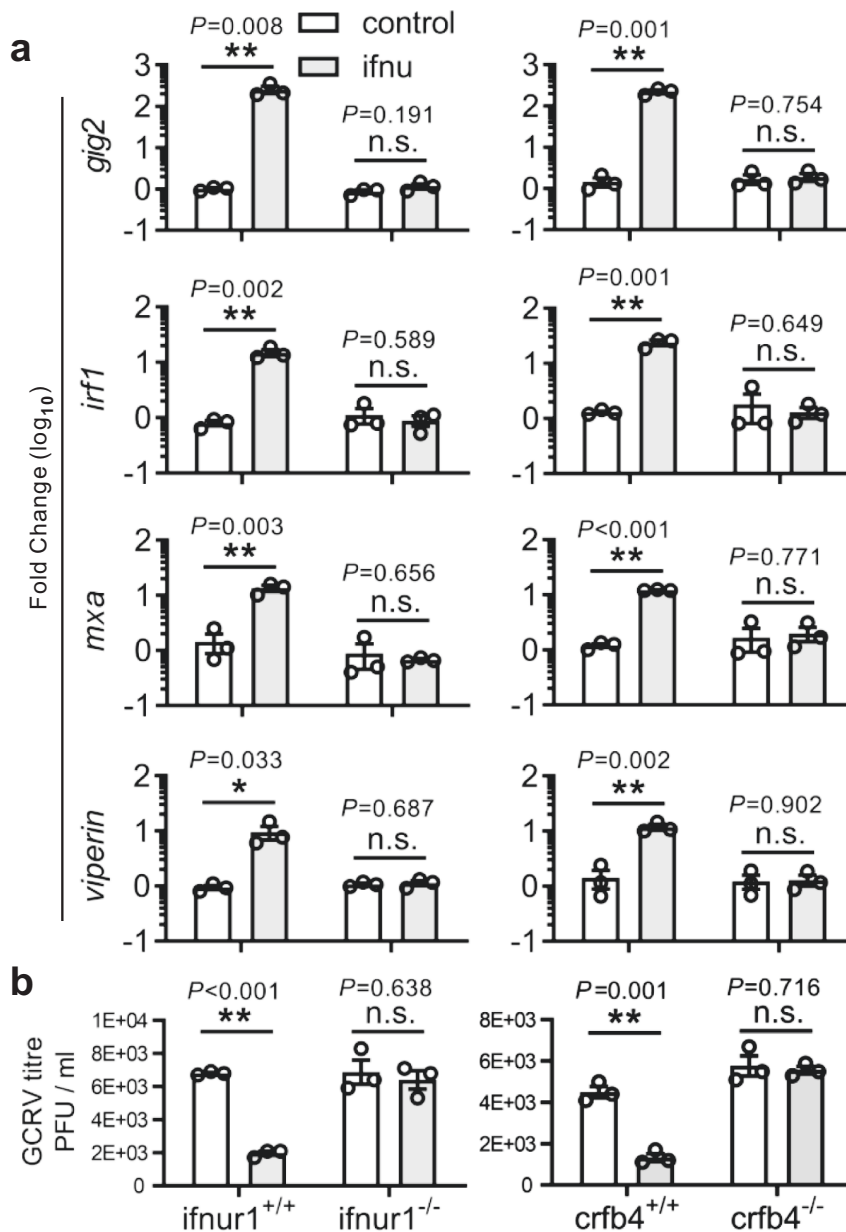 a
control
ifnu
Fold Change (log₁₀)
gig2
P=0.008
**
P=0.191
n.s.
3
2
1
0
-1
P=0.001
**
P=0.754
n.s.
3
2
1
0
-1
irf1
P=0.002
**
P=0.589
n.s.
2
1
0
-1
P=0.001
**
P=0.649
n.s.
2
1
0
-1
mxa
P=0.003
**
P=0.656
n.s.
2
1
0
-1
P<0.001
**
P=0.771
n.s.
2
1
0
-1
viperin
P=0.033
*
P=0.687
n.s.
2
1
0
-1
P=0.002
**
P=0.902
n.s.
2
1
0
-1
b
GCRV titre
PFU / ml
P<0.001
**
P=0.638
n.s.
1E+04
8E+03
6E+03
4E+03
2E+03
0
ifnur1+/+
ifnur1-/-
P=0.001
**
P=0.716
n.s.
8E+03
6E+03
4E+03
2E+03
0
crfb4+/+
crfb4-/-